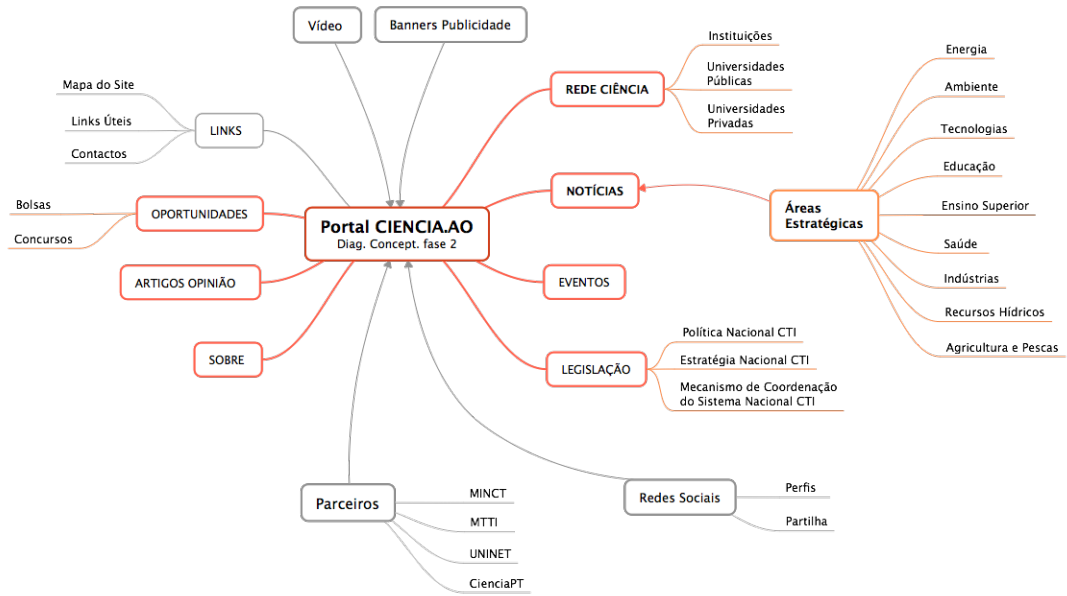 Vídeo
Banners Publicidade
Mapa do Site
Links Úteis
Contactos
LINKS
Bolsas
Concursos
OPORTUNIDADES
ARTIGOS OPINIÃO
SOBRE
Portal CIENCIA.AO
Diag. Concept. fase 2
REDE CIÊNCIA
Instituições
Universidades
Públicas
Universidades
Privadas
NOTÍCIAS
Áreas
Estratégicas
Energia
Ambiente
Tecnologias
Educação
Ensino Superior
Saúde
Indústrias
Recursos Hídricos
Agricultura e Pescas
EVENTOS
LEGISLAÇÃO
Política Nacional CTI
Estratégia Nacional CTI
Mecanismo de Coordenação
do Sistema Nacional CTI
Parceiros
MINCT
MTTI
UNINET
CienciaPT
Redes Sociais
Perfis
Partilha